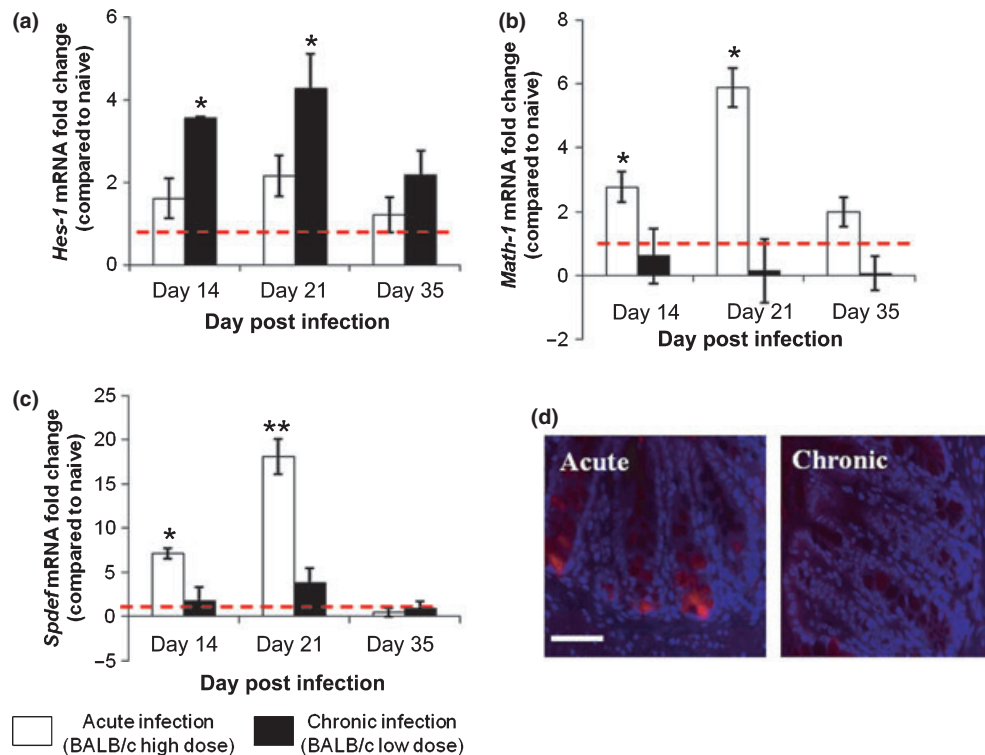 (a)
Hes-1 mRNA fold change
(compared to naive)
6
4
2
0
*
*
Day 14
Day 21
Day 35
Day post infection
(b)
Math-1 mRNA fold change
(compared to naive)
8
6
4
2
0
−2
*
*
Day 14
Day 21
Day 35
Day post infection
(c)
Spdef mRNA fold change
(compared to naive)
25
20
15
10
5
0
−5
*
**
Day 14
Day 21
Day 35
Day post infection
Acute infection
(BALB/c high dose)
Chronic infection
(BALB/c low dose)
(d)
Acute
Chronic